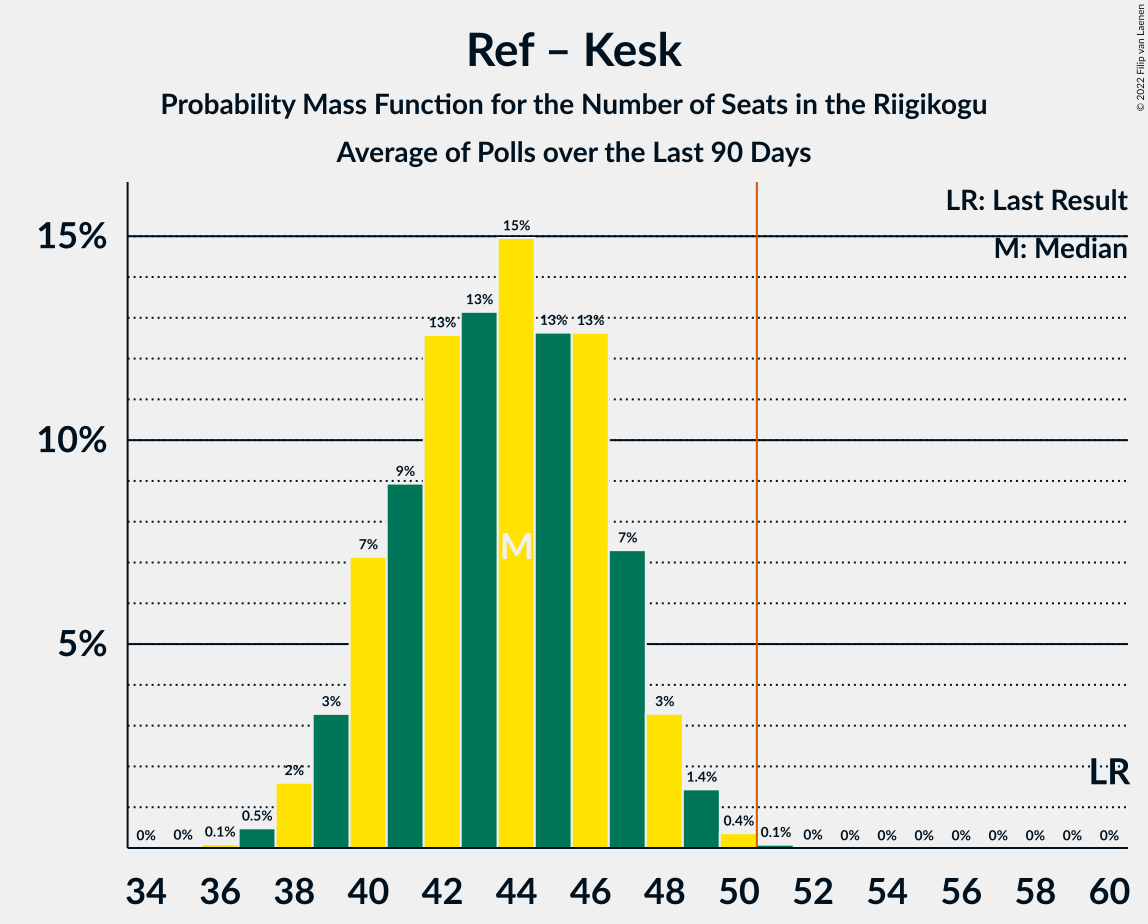 Ref – Kesk
Probability Mass Function for the Number of Seats in the Riigikogu
Average of Polls over the Last 90 Days
© 2022 Filip van Laenen
LR: Last Result
M: Median
15%
10%
5%
0% 0% 0.1% 0.5% 2% 3% 7% 9% 13% 13% 15% 13% 13% 7% 3% 1.4% 0.4% 0.1% 0% 0% 0% 0% 0% 0% 0% 0% 0%
M
LR
34 36 38 40 42 44 46 48 50 52 54 56 58 60